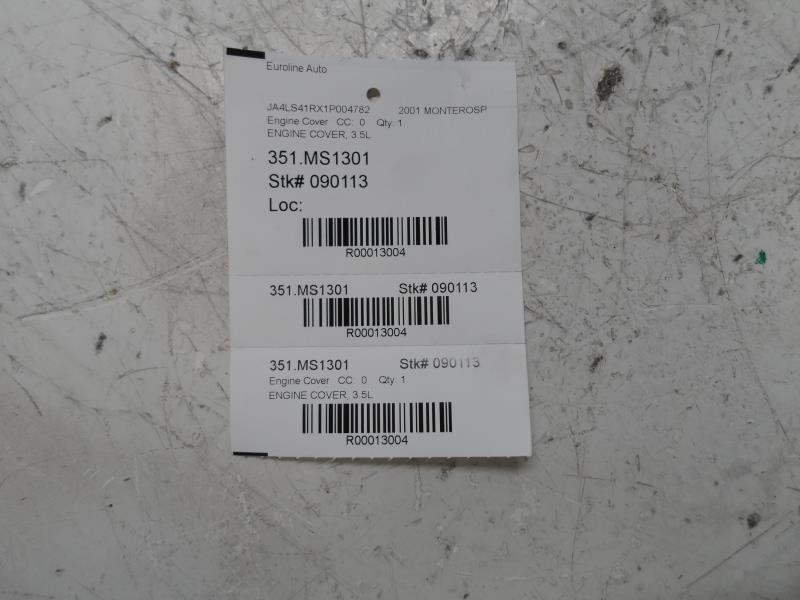 Euroline Auto
JA4LS41RX1P004782 2001 MONTEROSP
Engine Cover CC: 0 Qty: 1
ENGINE COVER, 3.5L
351.MS1301
Stk# 090113
Loc:
R00013004
351.MS1301 Stk# 090113
R00013004
351.MS1301 Stk# 090113
Engine Cover CC: 0 Qty: 1
ENGINE COVER, 3.5L
R00013004